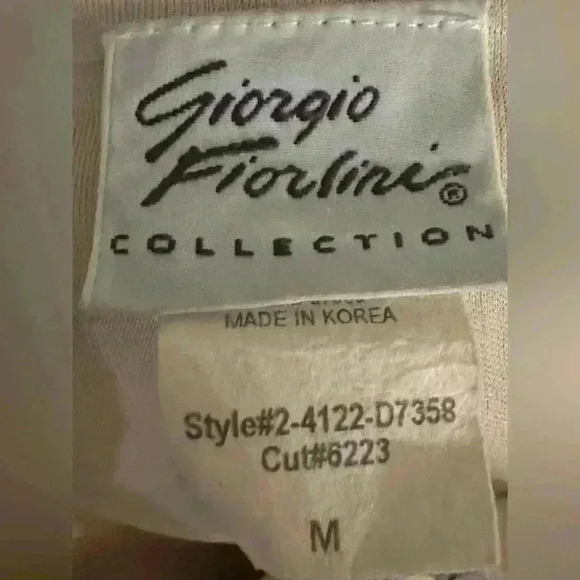 Giorgio
Fiorlini®
COLLECTION
MADE IN KOREA
Style#2-4122-D7358
Cut#6223
M